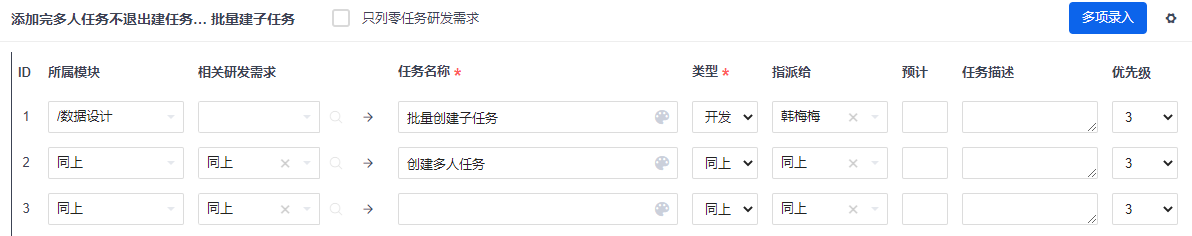 添加完多人任务不退出建任务... 批量建子任务 只列零任务研发需求 多项录入
ID 所属模块 相关研发需求 任务名称 * 类型 * 指派给 预计 任务描述 优先级
1 /数据设计 批量创建子任务 开发 韩梅梅 3
2 同上 同上 创建多人任务 同上 同上 3
3 同上 同上 同上 同上 3